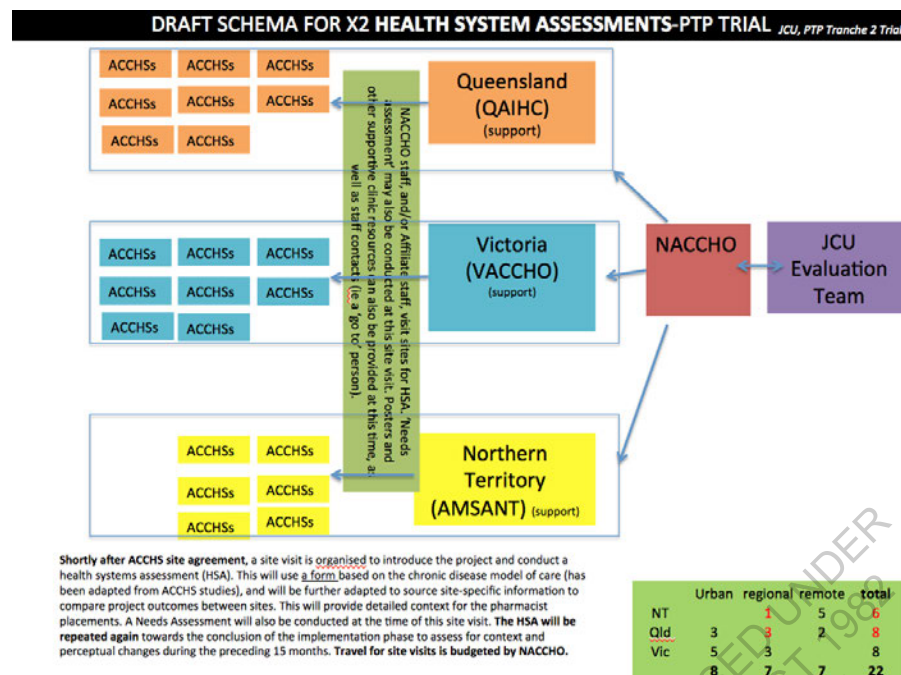 DRAFT SCHEMA FOR X2 HEALTH SYSTEM ASSESSMENTS-PTP TRIAL JCU, PTP Tranche 2 Trial
ACCHSs ACCHSs ACCHSs
ACCHSs ACCHSs ACCHSs
ACCHSs ACCHSs
Queensland
(QAIHC)
(support)
NACCHO staff, and/or Affiliate staff, visit sites for HSA. 'Needs
assessment' may also be conducted at this site visit. Posters and
other supportive clinic resources can also be provided at this time, as
well as staff contacts (ie a 'go to' person).
ACCHSs ACCHSs ACCHSs
ACCHSs ACCHSs ACCHSs
ACCHSs ACCHSs
Victoria
(VACCHO)
(support)
NACCHO
JCU
Evaluation
Team
ACCHSs ACCHSs
ACCHSs ACCHSs
ACCHSs ACCHSs
Northern
Territory
(AMSANT) (support)
Shortly after ACCHS site agreement, a site visit is organised to introduce the project and conduct a
health systems assessment (HSA). This will use a form based on the chronic disease model of care (has
been adapted from ACCHS studies), and will be further adapted to source site-specific information to
compare project outcomes between sites. This will provide detailed context for the pharmacist
placements. A Needs Assessment will also be conducted at the time of this site visit. The HSA will be
repeated again towards the conclusion of the implementation phase to assess for context and
perceptual changes during the preceding 15 months. Travel for site visits is budgeted by NACCHO.
Urban regional remote total
NT 1 5 6
Qld 3 3 2 8
Vic 5 3 8
8 7 7 22
UNDER
1982